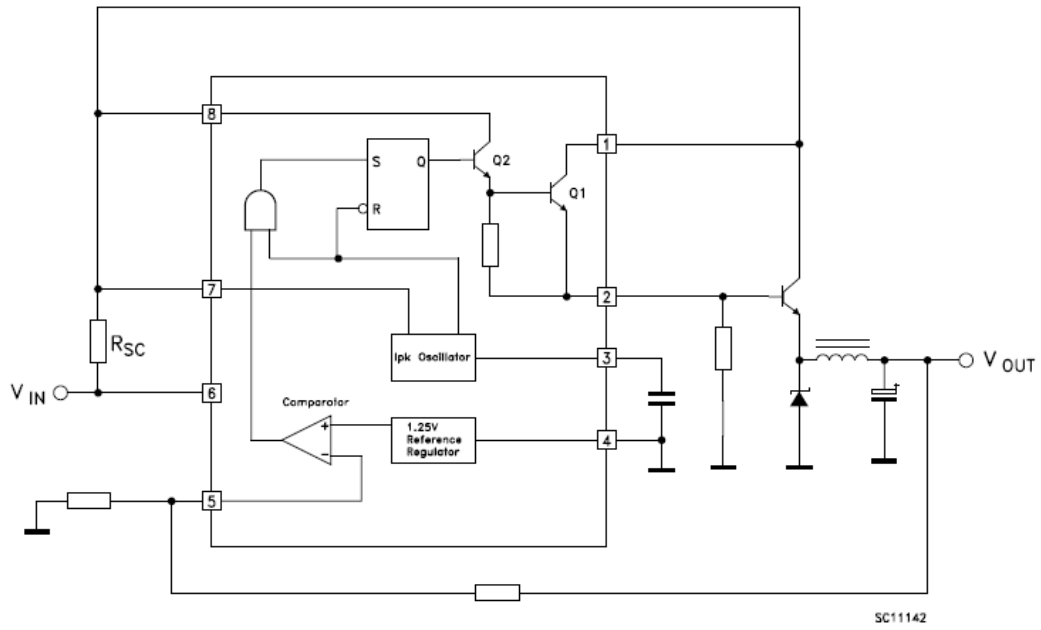 8
S
Q
Q2
1
R
Q1
7
2
RSC
Ipk Oscillator
3
VIN
6
VOUT
Comparator
+
+
-
1.25V
Reference
Regulator
4
5
SC11142